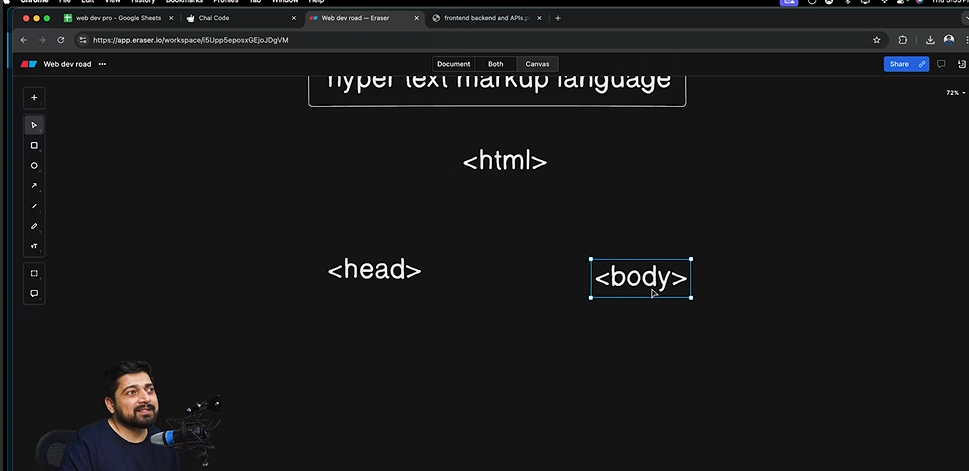 Chrome File Edit View History Bookmarks Profiles Tab Window Help
web dev pro - Google Sheets
Chai Code
Web dev road — Eraser
frontend backend and APIs.p
https://app.eraser.io/workspace/i5Upp5eposxGEjoJDgVM
Web dev road
Document Both Canvas
Share
72%
hyper text markup language
<html>
<head>
<body>